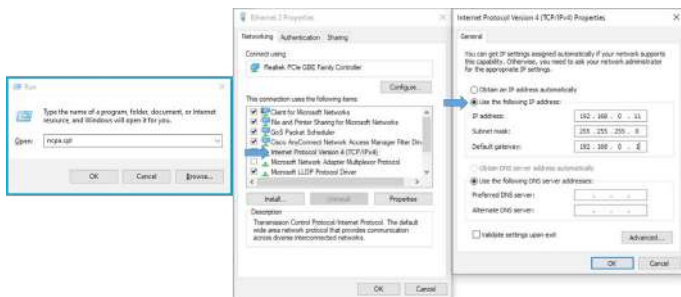 Run
Type the name of a program, folder, document, or Internet
resource, and Windows will open it for you.
Open: ncpa.cpl
OK Cancel Browse...
Ethernet 2 Properties
Networking Authentication Sharing
Connect using:
Realtek PCIe GBE Family Controller
Configure...
This connection uses the following items:
Client for Microsoft Networks
File and Printer Sharing for Microsoft Networks
QoS Packet Scheduler
Cisco AnyConnect Network Access Manager Filter Driv
Internet Protocol Version 4 (TCP/IPv4)
Microsoft Network Adapter Multiplexor Protocol
Microsoft LLDP Protocol Driver
Install... Uninstall Properties
Description
Transmission Control Protocol/Internet Protocol. The default
wide area network protocol that provides communication
across diverse interconnected networks.
OK Cancel
Internet Protocol Version 4 (TCP/IPv4) Properties
General
You can get IP settings assigned automatically if your network supports
this capability. Otherwise, you need to ask your network administrator
for the appropriate IP settings.
Obtain an IP address automatically
Use the following IP address:
IP address: 192 . 168 . 0 . 11
Subnet mask: 255 . 255 . 255 . 0
Default gateway: 192 . 168 . 0 . 1
Obtain DNS server address automatically
Use the following DNS server addresses:
Preferred DNS server: . . .
Alternate DNS server: . . .
Validate settings upon exit
Advanced...
OK Cancel